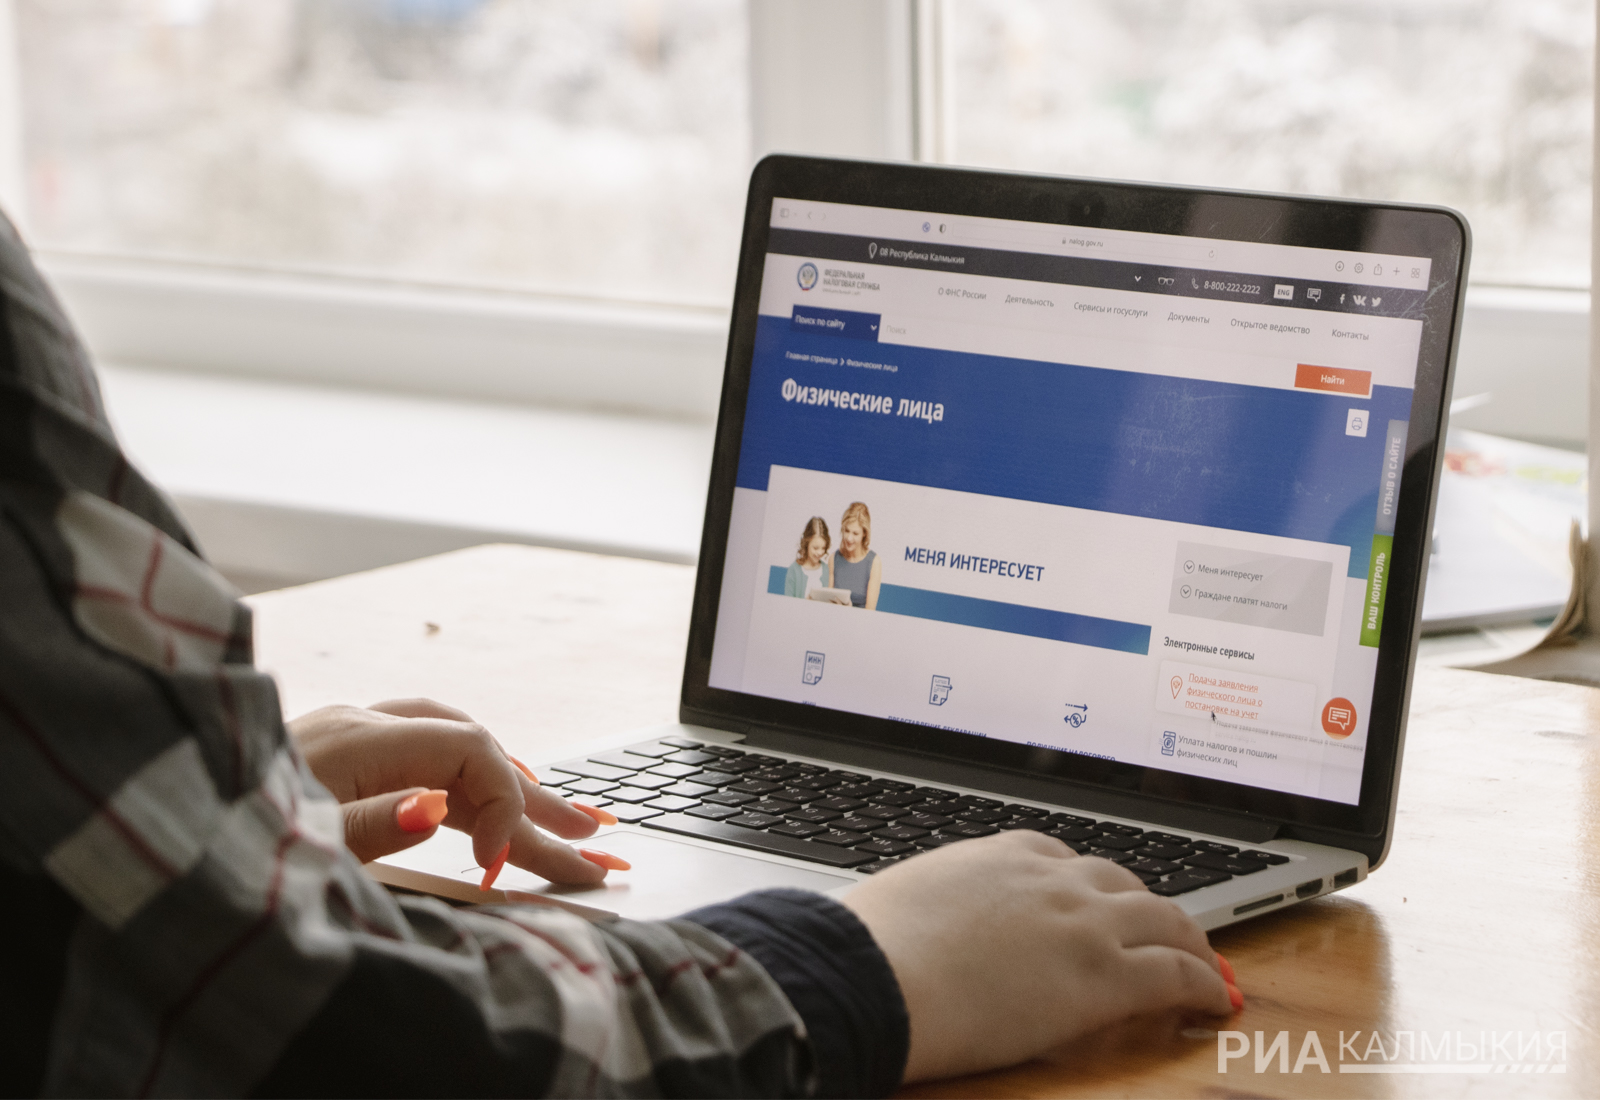 nalog.gov.ru
08 Республика Калмыкия
8-800-222-2222
ENG
ФЕДЕРАЛЬНАЯ
НАЛОГОВАЯ СЛУЖБА
О ФНС России
Деятельность
Сервисы и госуслуги
Документы
Открытое ведомство
Контакты
Поиск по сайту
Поиск
Найти
Главная страница
Физические лица
Физические лица
ОТЗЫВ О САЙТЕ
ВАШ КОНТРОЛЬ
МЕНЯ ИНТЕРЕСУЕТ
Меня интересует
Граждане платят налоги
Электронные сервисы
Подача заявления
физического лица о
постановке на учет
Уплата налогов и пошлин
физических лиц
ИНН
РИА КАЛМЫКИЯ